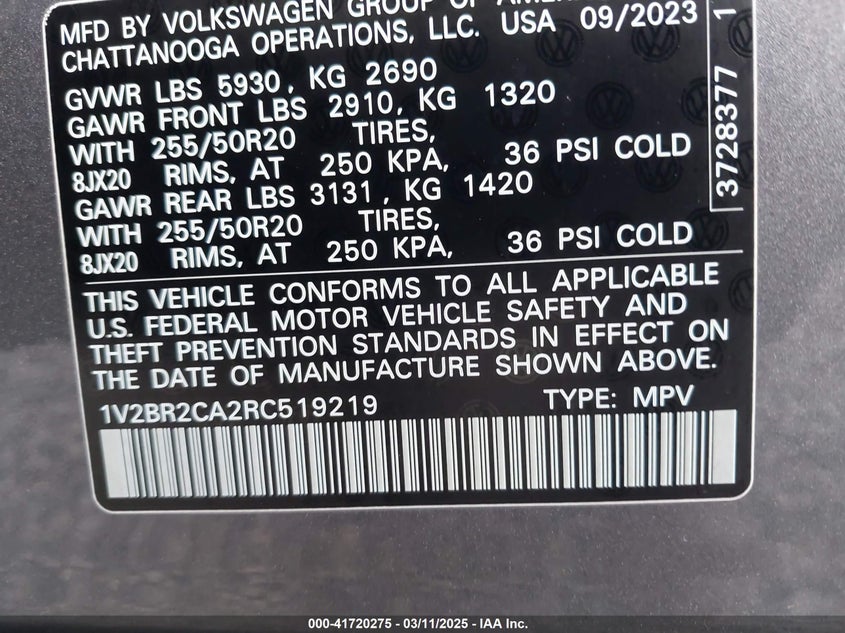 MFD BY VOLKSWAGEN GROUP OF AMERI
CHATTANOOGA OPERATIONS, LLC. USA 09/2023
GVWR LBS 5930, KG 2690
GAWR FRONT LBS 2910, KG 1320
WITH 255/50R20 TIRES,
8JX20 RIMS, AT 250 KPA, 36 PSI COLD
GAWR REAR LBS 3131, KG 1420
WITH 255/50R20 TIRES,
8JX20 RIMS, AT 250 KPA, 36 PSI COLD
3728377 1
THIS VEHICLE CONFORMS TO ALL APPLICABLE
U.S. FEDERAL MOTOR VEHICLE SAFETY AND
THEFT PREVENTION STANDARDS IN EFFECT ON
THE DATE OF MANUFACTURE SHOWN ABOVE.
1V2BR2CA2RC519219 TYPE: MPV
000-41720275 - 03/11/2025 - IAA Inc.